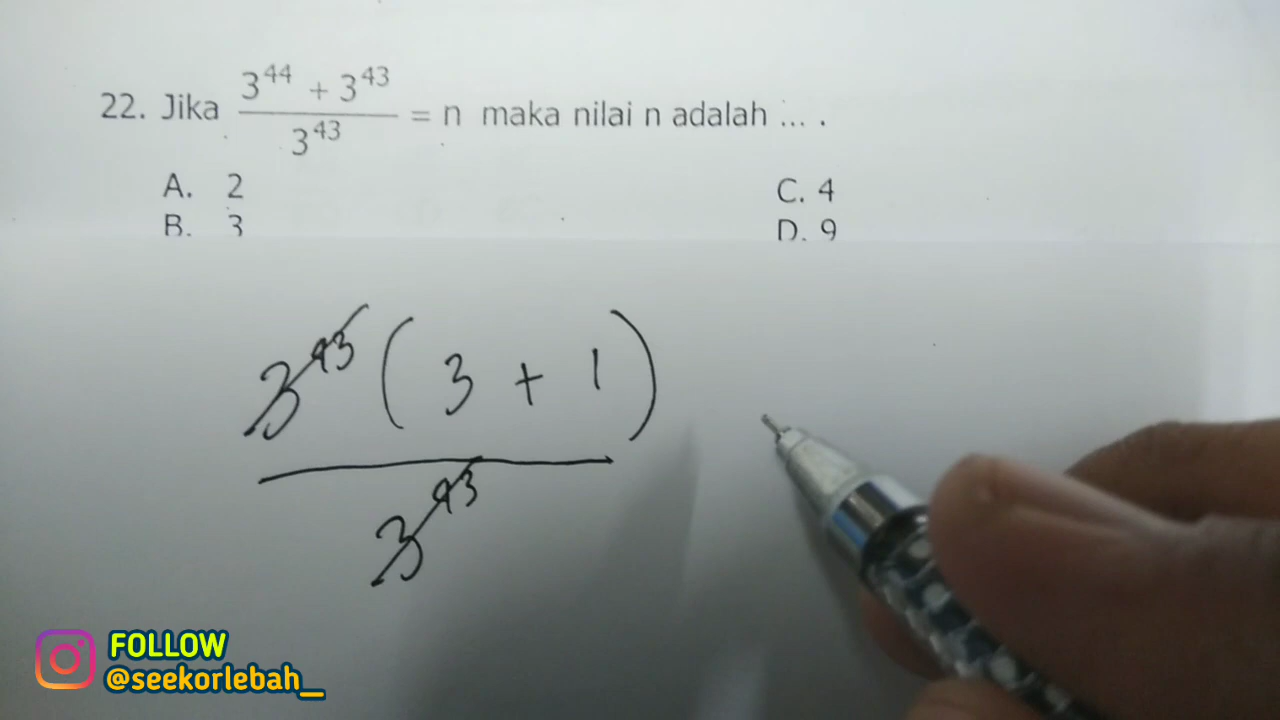 22. Jika (3^44 + 3^43)/3^43 = n maka nilai n adalah ... .
A. 2
C. 4
B. 3
D. 9
3^43 ( 3 + 1 )
3^43
FOLLOW
@seekorlebah_